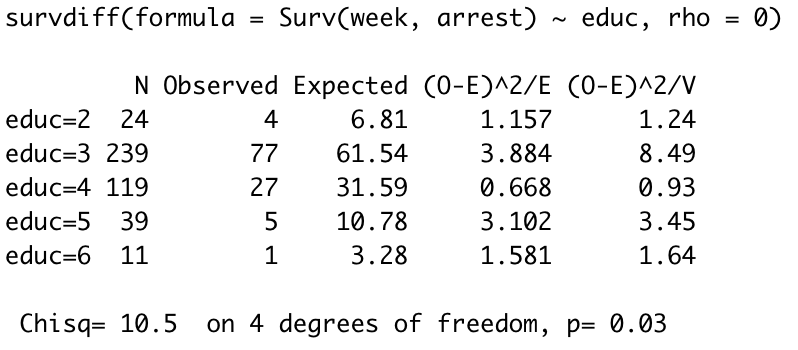 survdiff(formula = Surv(week, arrest) ~ educ, rho = 0)
N Observed Expected (O-E)^2/E (O-E)^2/V
educ=2 24 4 6.81 1.157 1.24
educ=3 239 77 61.54 3.884 8.49
educ=4 119 27 31.59 0.668 0.93
educ=5 39 5 10.78 3.102 3.45
educ=6 11 1 3.28 1.581 1.64
Chisq= 10.5 on 4 degrees of freedom, p= 0.03